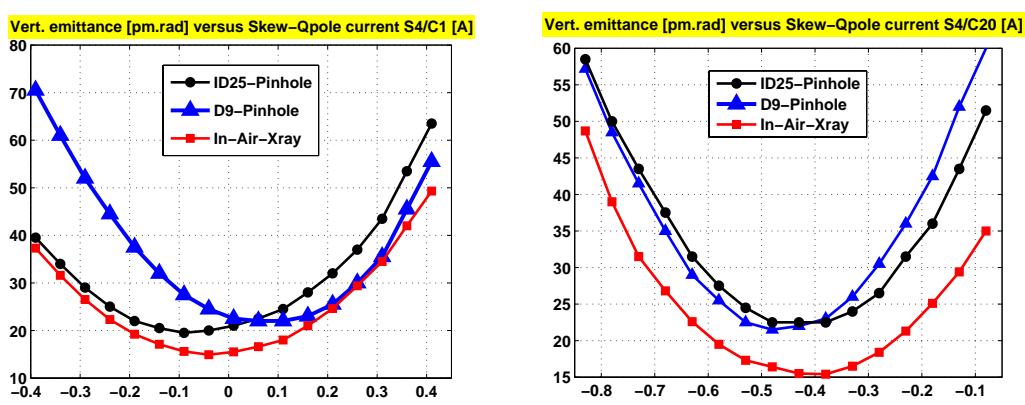 Vert. emittance [pm.rad] versus Skew−Qpole current S4/C1 [A]
80
70
60
50
40
30
20
10
−0.4 −0.3 −0.2 −0.1 0 0.1 0.2 0.3 0.4
ID25−Pinhole
D9−Pinhole
In−Air−Xray
Vert. emittance [pm.rad] versus Skew−Qpole current S4/C20 [A]
60
55
50
45
40
35
30
25
20
15
−0.8 −0.7 −0.6 −0.5 −0.4 −0.3 −0.2 −0.1
ID25−Pinhole
D9−Pinhole
In−Air−Xray